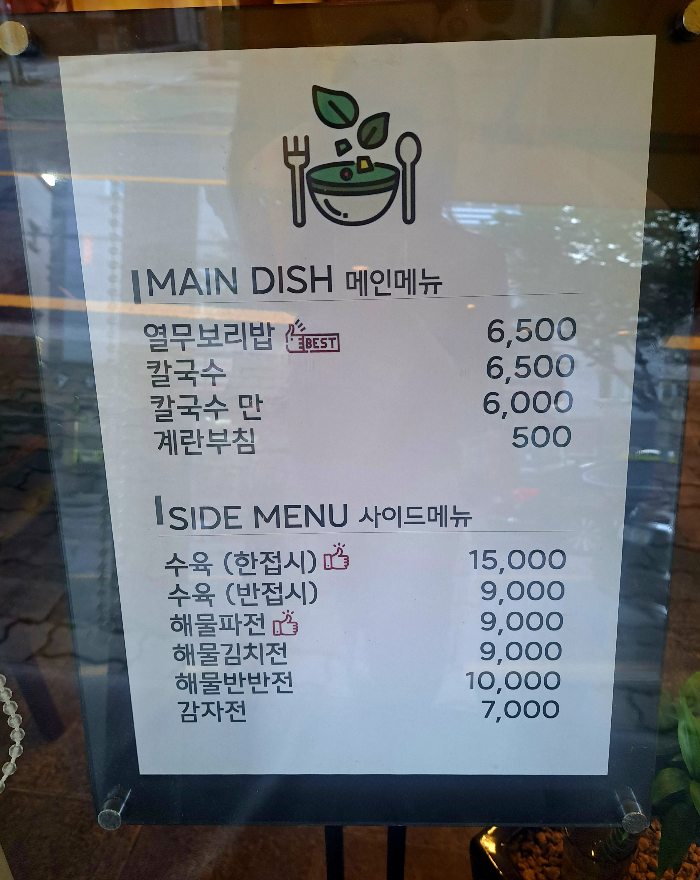 MAIN DISH 메인메뉴
열무보리밥 BEST 6,500
칼국수 6,500
칼국수 만 6,000
계란부침 500
SIDE MENU 사이드메뉴
수육 (한접시) 15,000
수육 (반접시) 9,000
해물파전 9,000
해물김치전 9,000
해물반반전 10,000
감자전 7,000